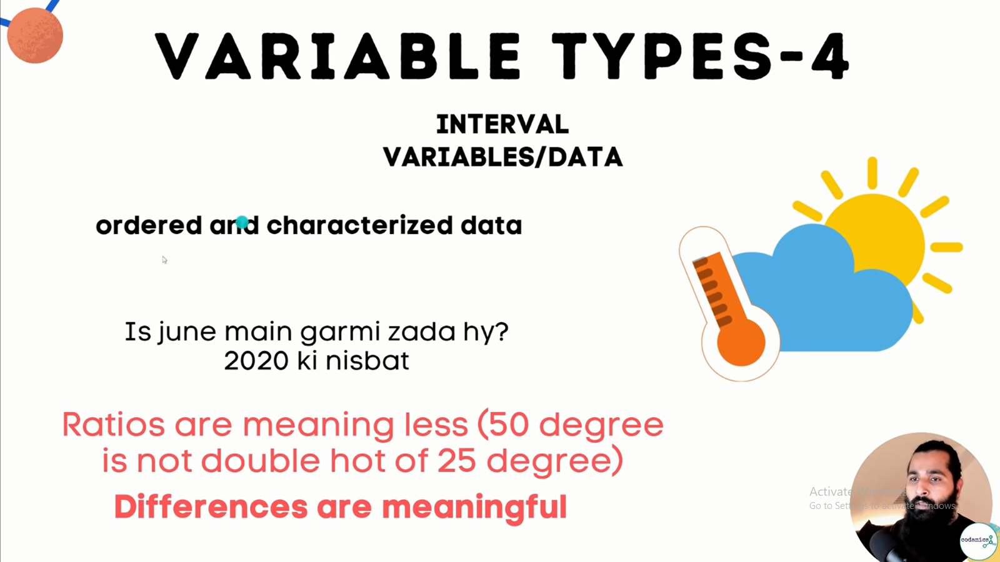 VARIABLE TYPES-4
INTERVAL
VARIABLES/DATA
ordered and characterized data
Is june main garmi zada hy?
2020 ki nisbat
Ratios are meaning less (50 degree
is not double hot of 25 degree)
Differences are meaningful
Activate Windows
Go to Settings to activate Windows.
codanics